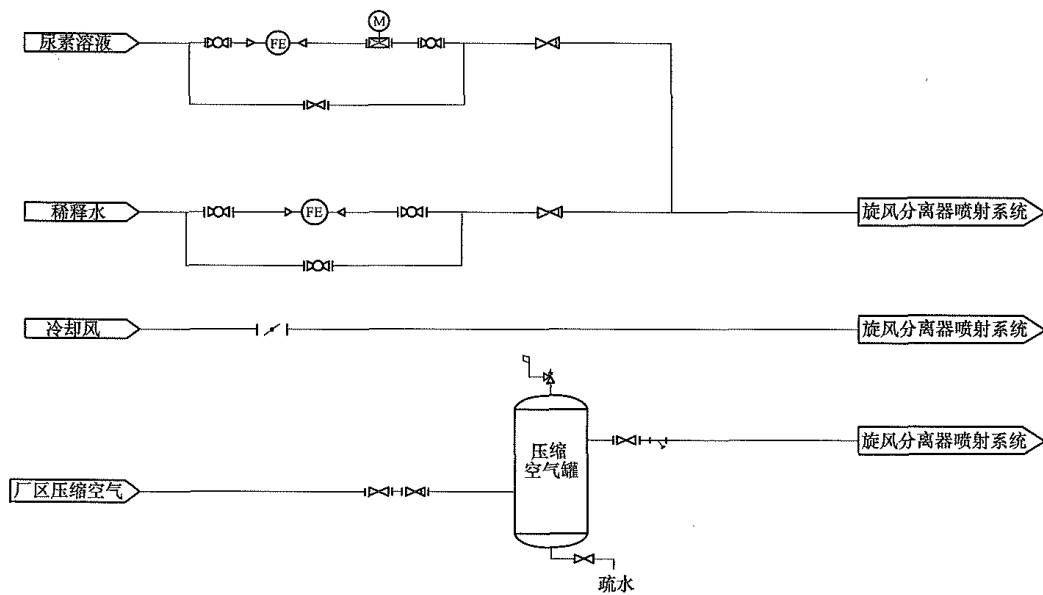 M
尿素溶液
FE
稀释水
FE
旋风分离器喷射系统
冷却风
旋风分离器喷射系统
压缩
空气罐
旋风分离器喷射系统
厂区压缩空气
疏水